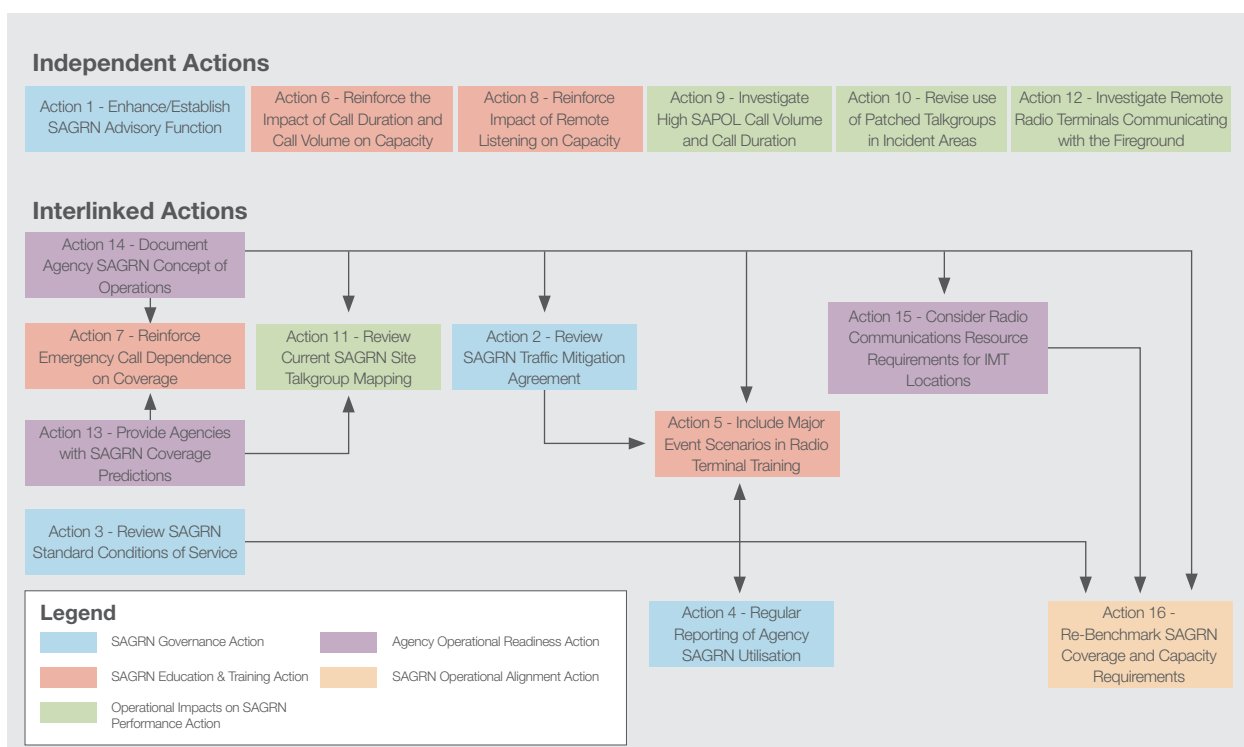 Independent Actions
Action 1 - Enhance/Establish
SAGRN Advisory Function
Action 6 - Reinforce the
Impact of Call Duration and
Call Volume on Capacity
Action 8 - Reinforce
Impact of Remote
Listening on Capacity
Action 9 - Investigate
High SAPOL Call Volume
and Call Duration
Action 10 - Revise use
of Patched Talkgroups
in Incident Areas
Action 12 - Investigate Remote
Radio Terminals Communicating
with the Fireground
Interlinked Actions
Action 14 - Document
Agency SAGRN Concept of
Operations
Action 7 - Reinforce
Emergency Call Dependence
on Coverage
Action 11 - Review
Current SAGRN Site
Talkgroup Mapping
Action 2 - Review
SAGRN Traffic Mitigation
Agreement
Action 15 - Consider Radio
Communications Resource
Requirements for IMT
Locations
Action 13 - Provide Agencies
with SAGRN Coverage
Predictions
Action 5 - Include Major
Event Scenarios in Radio
Terminal Training
Action 3 - Review SAGRN
Standard Conditions of Service
Action 4 - Regular
Reporting of Agency
SAGRN Utilisation
Action 16 -
Re-Benchmark SAGRN
Coverage and Capacity
Requirements
Legend
SAGRN Governance Action
Agency Operational Readiness Action
SAGRN Education & Training Action
SAGRN Operational Alignment Action
Operational Impacts on SAGRN
Performance Action